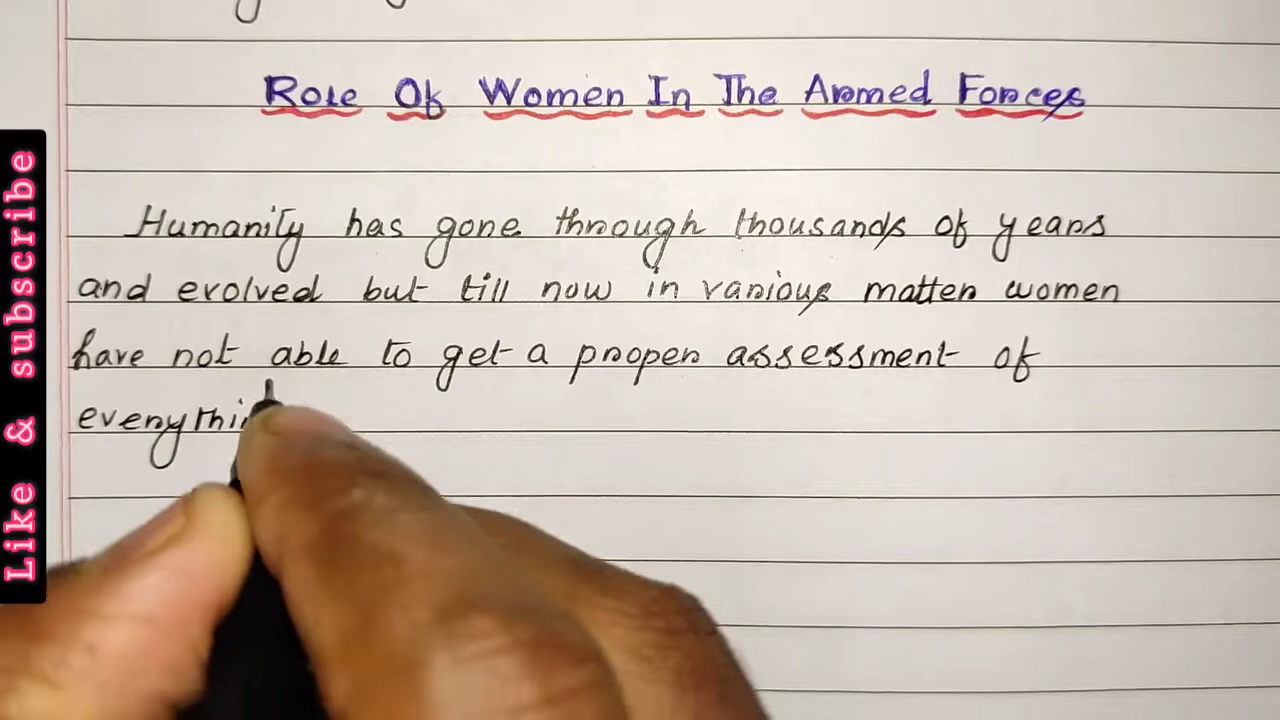 Role Of Women In The Armed Forces
Humanity has gone through thousands of years
and evolved but till now in various matter women
have not able to get a proper assessment of
everythin
Like & subscribe